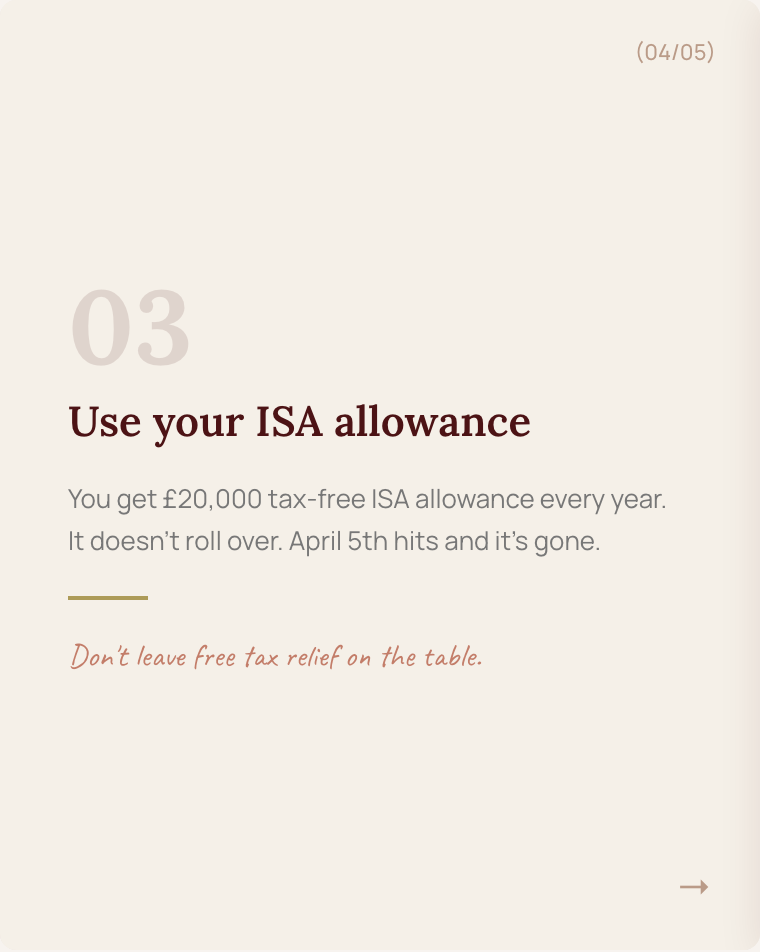 (04/05)
03
Use your ISA allowance
You get £20,000 tax-free ISA allowance every year.
It doesn't roll over. April 5th hits and it's gone.
Don't leave free tax relief on the table.
→